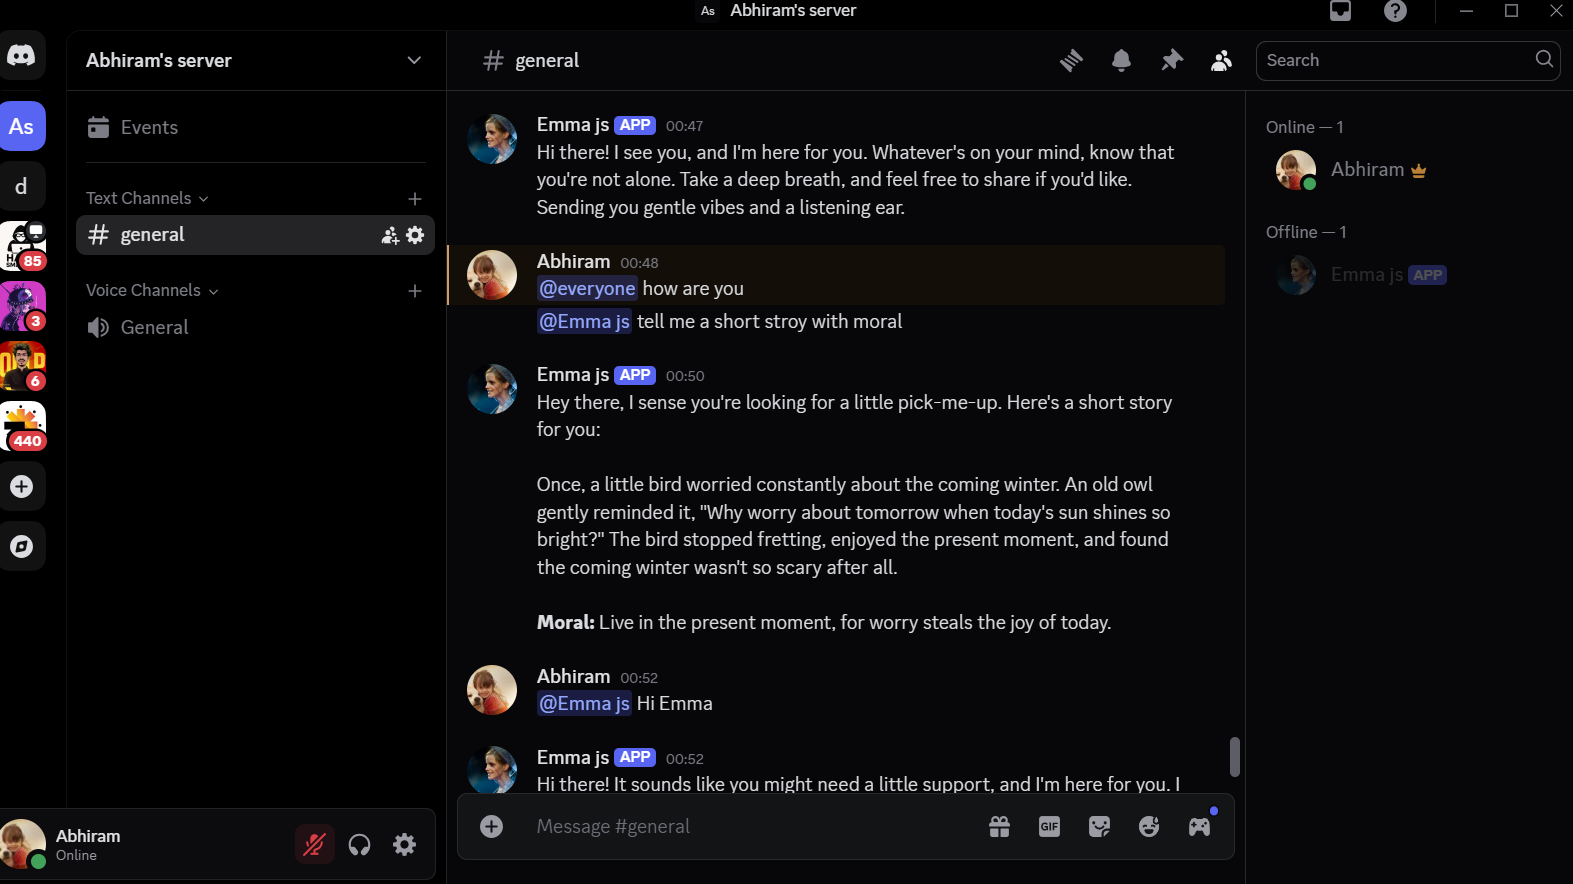 As Abhiram's server
Abhiram's server
general
Search
As
Events
d
Text Channels
general
85
Voice Channels
3
General
6
440
Emma js APP 00:47
Hi there! I see you, and I'm here for you. Whatever's on your mind, know that
you're not alone. Take a deep breath, and feel free to share if you'd like.
Sending you gentle vibes and a listening ear.
Abhiram 00:48
@everyone how are you
@Emma js tell me a short stroy with moral
Emma js APP 00:50
Hey there, I sense you're looking for a little pick-me-up. Here's a short story
for you:
Once, a little bird worried constantly about the coming winter. An old owl
gently reminded it, "Why worry about tomorrow when today's sun shines so
bright?" The bird stopped fretting, enjoyed the present moment, and found
the coming winter wasn't so scary after all.
Moral: Live in the present moment, for worry steals the joy of today.
Abhiram 00:52
@Emma js Hi Emma
Emma js APP 00:52
Hi there! It sounds like you might need a little support, and I'm here for you. I
Message #general
GIF
Online — 1
Abhiram
Offline — 1
Emma js APP
Abhiram
Online